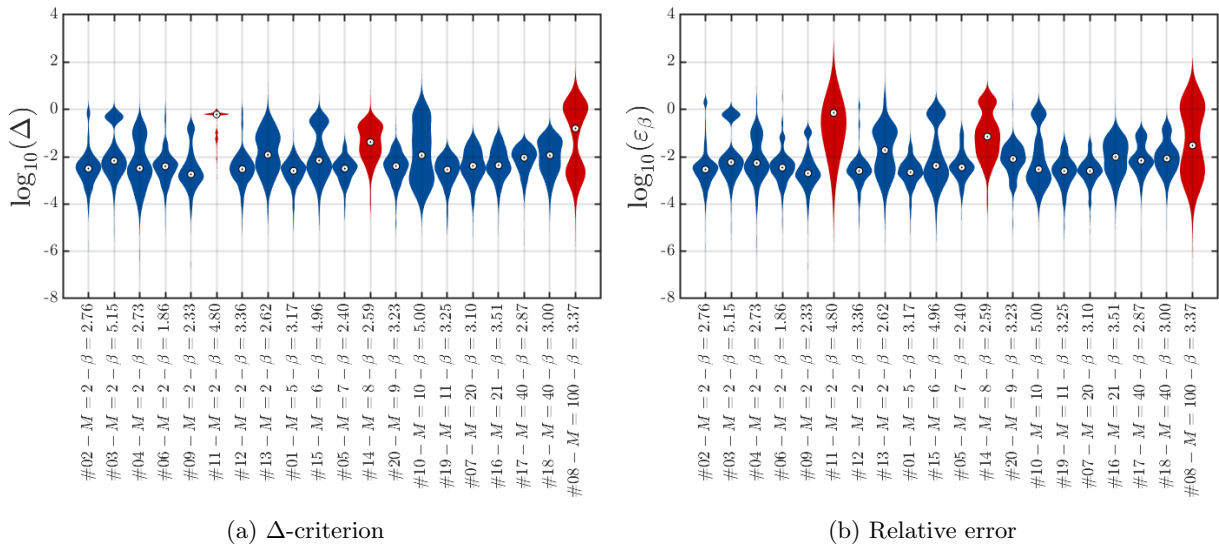 4
2
0
-2
-4
-6
-8
log₁₀(Δ)
#02 − M = 2 − β = 2.76
#03 − M = 2 − β = 5.15
#04 − M = 2 − β = 2.73
#06 − M = 2 − β = 1.86
#09 − M = 2 − β = 2.33
#11 − M = 2 − β = 4.80
#12 − M = 2 − β = 3.36
#13 − M = 2 − β = 2.62
#01 − M = 5 − β = 3.17
#15 − M = 6 − β = 4.96
#05 − M = 7 − β = 2.40
#14 − M = 8 − β = 2.59
#20 − M = 9 − β = 3.23
#10 − M = 10 − β = 5.00
#19 − M = 11 − β = 3.25
#07 − M = 20 − β = 3.10
#16 − M = 21 − β = 3.51
#17 − M = 40 − β = 2.87
#18 − M = 40 − β = 3.00
#08 − M = 100 − β = 3.37
(a) Δ-criterion
4
2
0
-2
-4
-6
-8
log₁₀(ε_β)
#02 − M = 2 − β = 2.76
#03 − M = 2 − β = 5.15
#04 − M = 2 − β = 2.73
#06 − M = 2 − β = 1.86
#09 − M = 2 − β = 2.33
#11 − M = 2 − β = 4.80
#12 − M = 2 − β = 3.36
#13 − M = 2 − β = 2.62
#01 − M = 5 − β = 3.17
#15 − M = 6 − β = 4.96
#05 − M = 7 − β = 2.40
#14 − M = 8 − β = 2.59
#20 − M = 9 − β = 3.23
#10 − M = 10 − β = 5.00
#19 − M = 11 − β = 3.25
#07 − M = 20 − β = 3.10
#16 − M = 21 − β = 3.51
#17 − M = 40 − β = 2.87
#18 − M = 40 − β = 3.00
#08 − M = 100 − β = 3.37
(b) Relative error